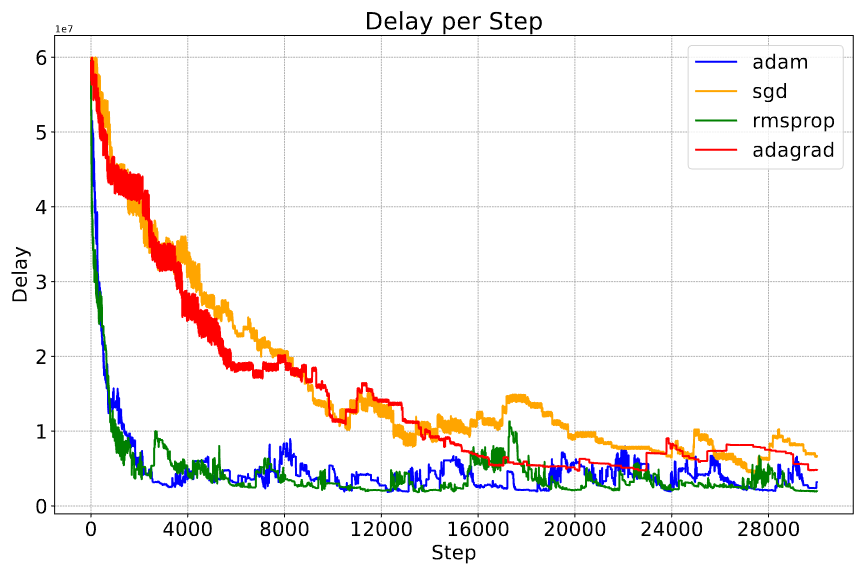 Delay per Step
1e7
6
5
4
3
2
1
0
Delay
0 4000 8000 12000 16000 20000 24000 28000
Step
adam
sgd
rmsprop
adagrad